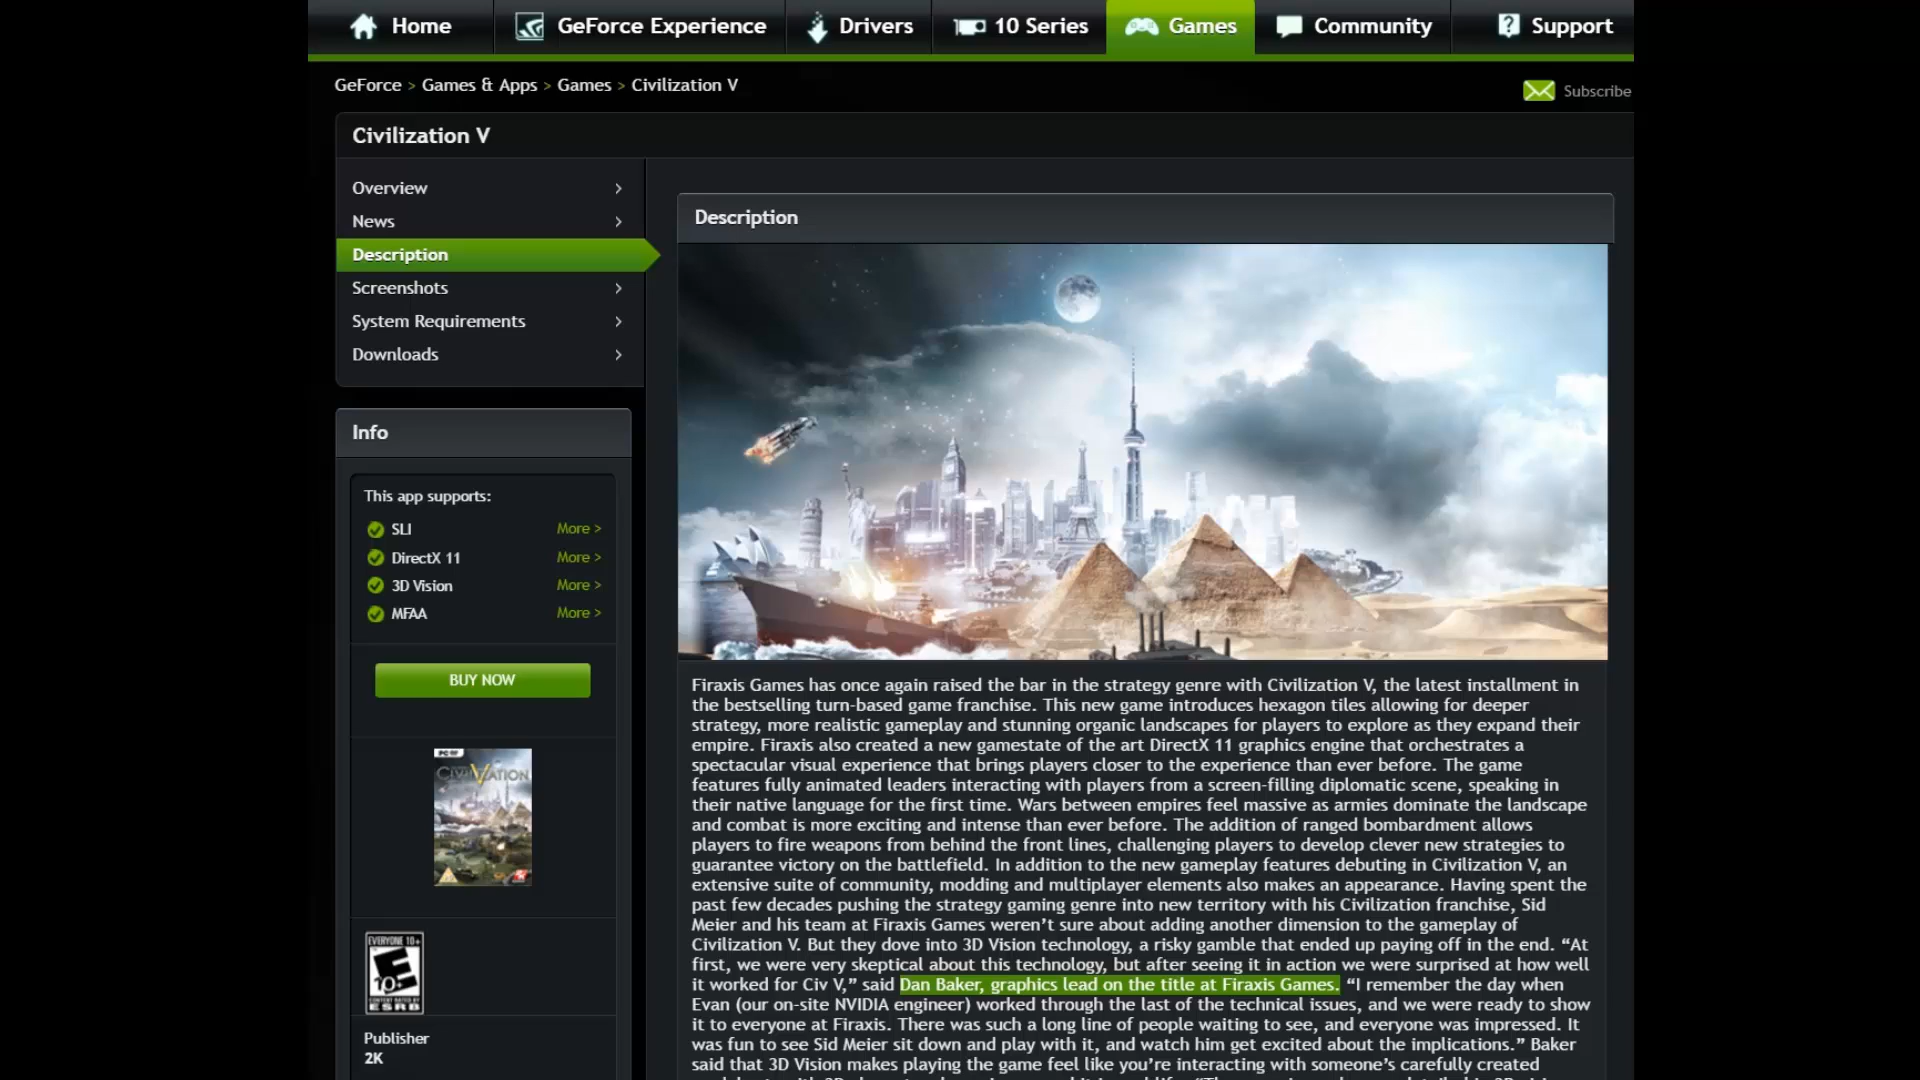 Home
GeForce Experience
Drivers
10 Series
Games
Community
Support
GeForce > Games & Apps > Games > Civilization V
Subscribe
Civilization V
Overview
News
Description
Screenshots
System Requirements
Downloads
Info
This app supports:
SLI More >
DirectX 11 More >
3D Vision More >
MFAA More >
BUY NOW
CIVILIZATION
EVERYONE 10+
E
10+
CONTENT RATED BY
ESRB
Publisher
2K
Description
Firaxis Games has once again raised the bar in the strategy genre with Civilization V, the latest installment in
the bestselling turn-based game franchise. This new game introduces hexagon tiles allowing for deeper
strategy, more realistic gameplay and stunning organic landscapes for players to explore as they expand their
empire. Firaxis also created a new gamestate of the art DirectX 11 graphics engine that orchestrates a
spectacular visual experience that brings players closer to the experience than ever before. The game
features fully animated leaders interacting with players from a screen-filling diplomatic scene, speaking in
their native language for the first time. Wars between empires feel massive as armies dominate the landscape
and combat is more exciting and intense than ever before. The addition of ranged bombardment allows
players to fire weapons from behind the front lines, challenging players to develop clever new strategies to
guarantee victory on the battlefield. In addition to the new gameplay features debuting in Civilization V, an
extensive suite of community, modding and multiplayer elements also makes an appearance. Having spent the
past few decades pushing the strategy gaming genre into new territory with his Civilization franchise, Sid
Meier and his team at Firaxis Games weren’t sure about adding another dimension to the gameplay of
Civilization V. But they dove into 3D Vision technology, a risky gamble that ended up paying off in the end. “At
first, we were very skeptical about this technology, but after seeing it in action we were surprised at how well
it worked for Civ V,” said Dan Baker, graphics lead on the title at Firaxis Games. “I remember the day when
Evan (our on-site NVIDIA engineer) worked through the last of the technical issues, and we were ready to show
it to everyone at Firaxis. There was such a long line of people waiting to see, and everyone was impressed. It
was fun to see Sid Meier sit down and play with it, and watch him get excited about the implications.” Baker
said that 3D Vision makes playing the game feel like you’re interacting with someone’s carefully created